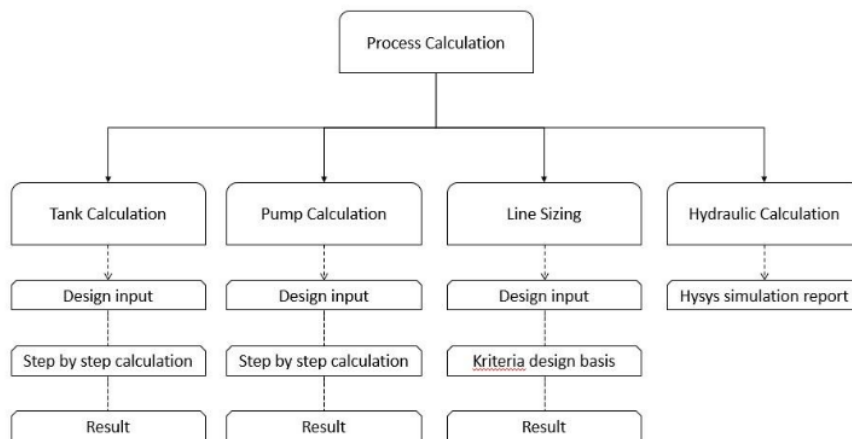 Process Calculation
Tank Calculation
Pump Calculation
Line Sizing
Hydraulic Calculation
Design input
Design input
Design input
Hysys simulation report
Step by step calculation
Step by step calculation
Kriteria design basis
Result
Result
Result